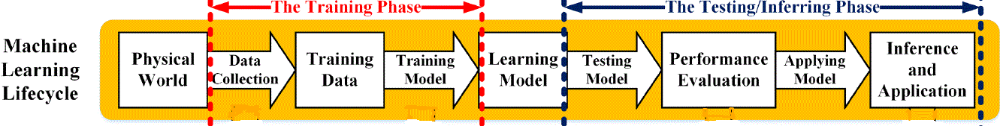 The Training Phase
The Testing/Inferring Phase
Machine
Learning
Lifecycle
Physical
World
Data
Collection
Training
Data
Training
Model
Learning
Model
Testing
Model
Performance
Evaluation
Applying
Model
Inference
and
Application